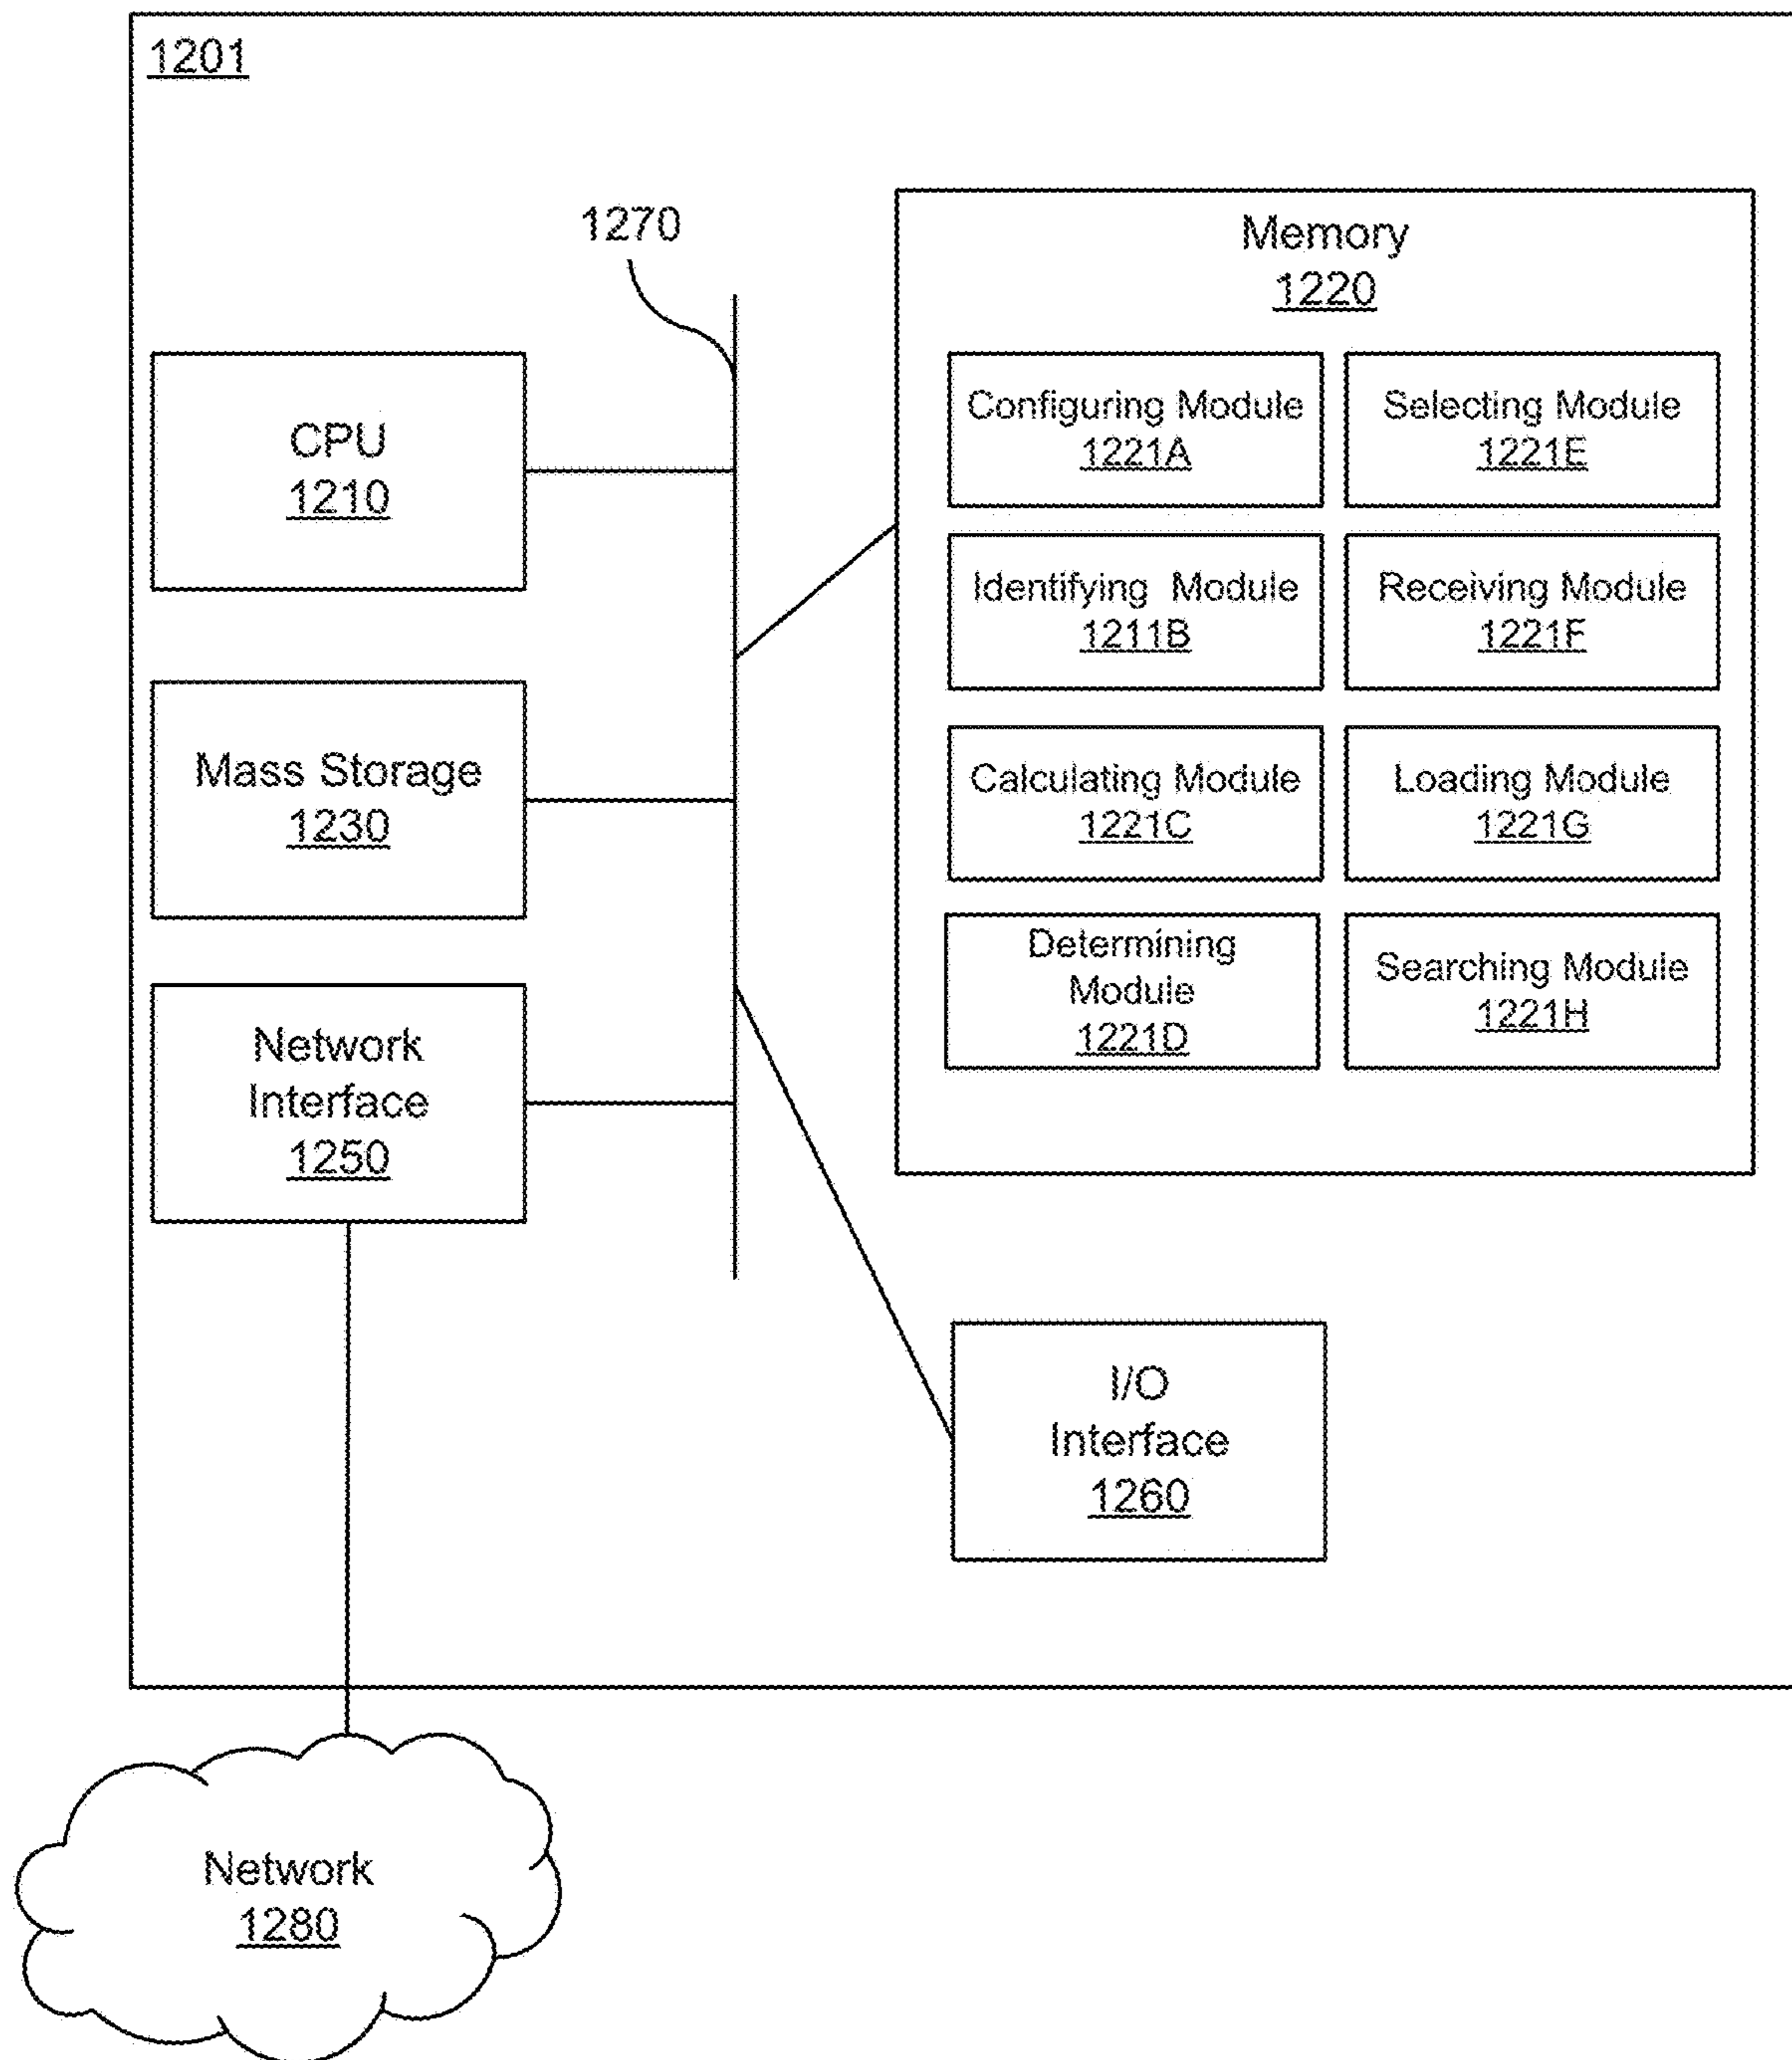 1201
1270
Memory
1220
Configuring Module
1221A
Selecting Module
1221E
CPU
1210
Identifying Module
1211B
Receiving Module
1221F
Mass Storage
1230
Calculating Module
1221C
Loading Module
1221G
Determining
Module
1221D
Searching Module
1221H
Network
Interface
1250
I/O
Interface
1260
Network
1280